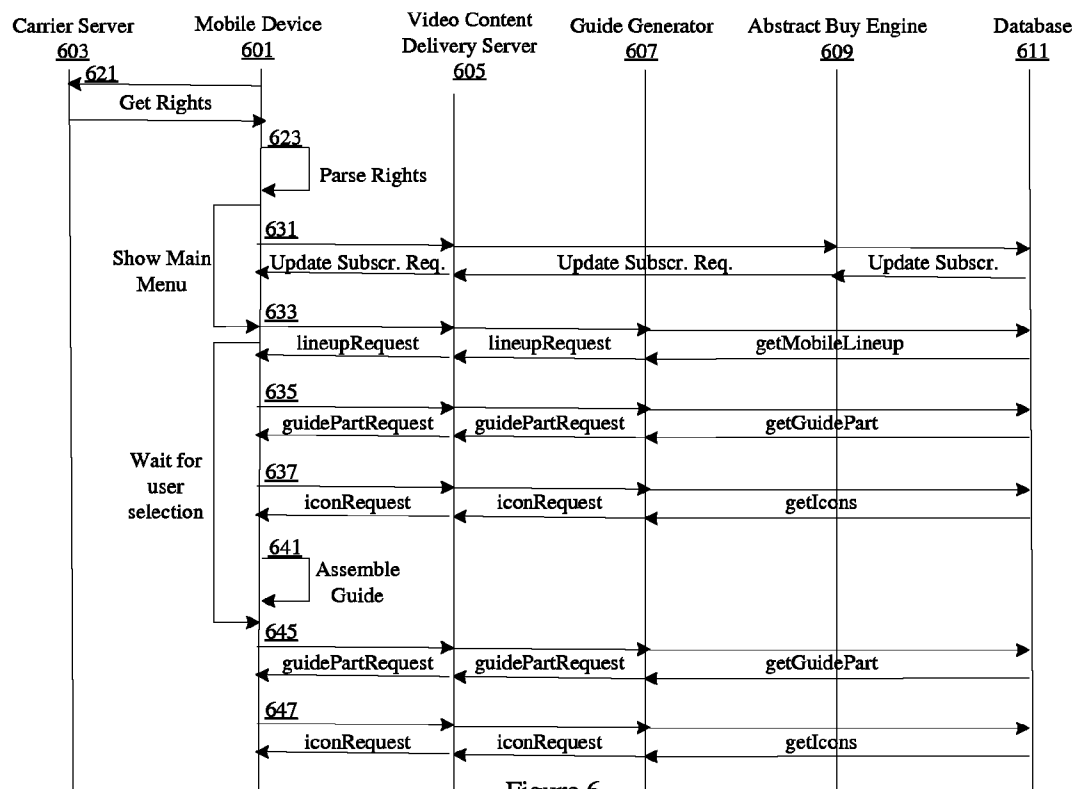 Carrier Server
603
Mobile Device
601
Video Content
Delivery Server
605
Guide Generator
607
Abstract Buy Engine
609
Database
611
621
Get Rights
623
Parse Rights
Show Main
Menu
631
Update Subscr. Req.
Update Subscr. Req.
Update Subscr.
633
lineupRequest
lineupRequest
getMobileLineup
Wait for
user
selection
635
guidePartRequest
guidePartRequest
getGuidePart
637
iconRequest
iconRequest
getIcons
641
Assemble
Guide
645
guidePartRequest
guidePartRequest
getGuidePart
647
iconRequest
iconRequest
getIcons
Figure 6